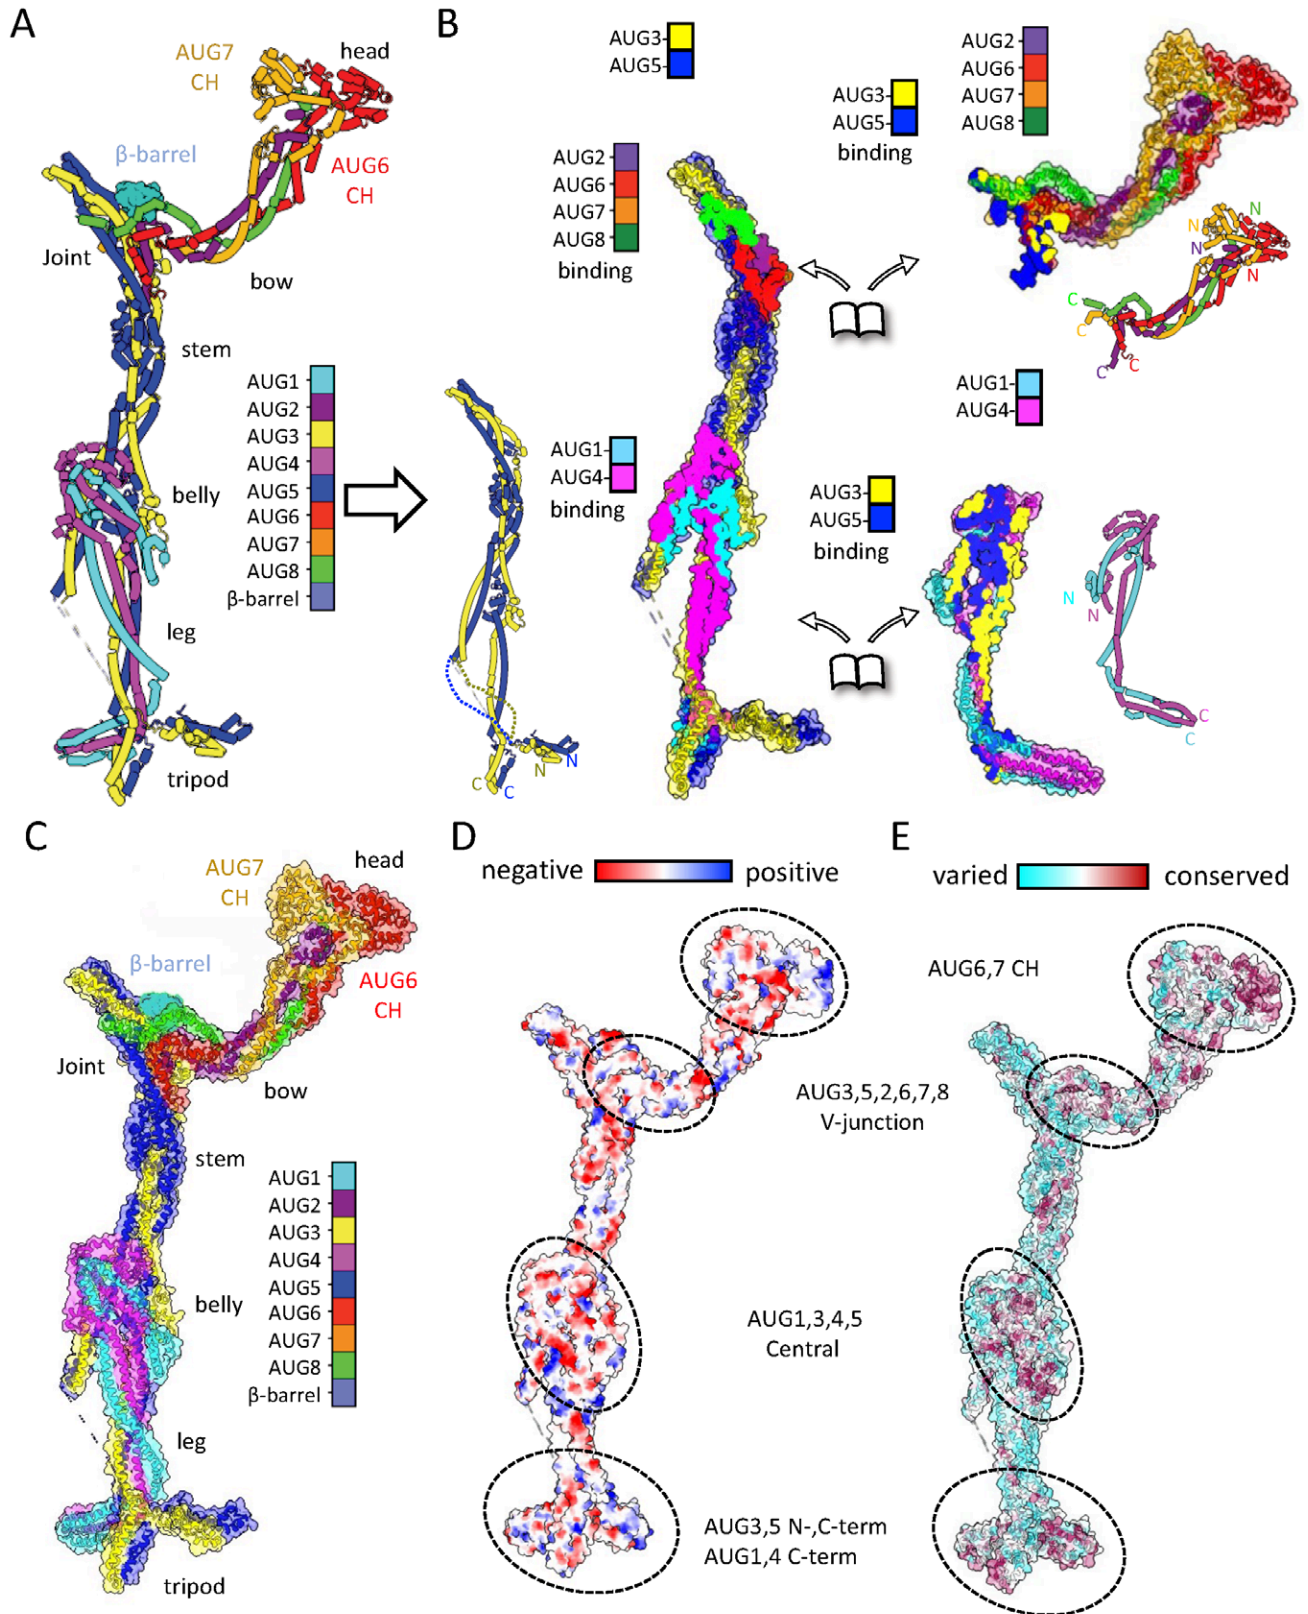 A
AUG7
CH
head
β-barrel
AUG6
CH
Joint
bow
stem
AUG1
AUG2
AUG3
AUG4
AUG5
AUG6
AUG7
AUG8
β-barrel
belly
leg
tripod
B
AUG3
AUG5
AUG2
AUG6
AUG7
AUG8
binding
AUG3
AUG5
binding
AUG2
AUG6
AUG7
AUG8
N
N
N
N
C
C
C
C
AUG1
AUG4
binding
C
C
N
N
AUG1
AUG4
AUG3
AUG5
binding
N
N
C
C
C
AUG7
CH
head
β-barrel
AUG6
CH
Joint
bow
stem
AUG1
AUG2
AUG3
AUG4
AUG5
AUG6
AUG7
AUG8
β-barrel
belly
leg
tripod
D
negative
positive
AUG3,5,2,6,7,8
V-junction
AUG1,3,4,5
Central
AUG3,5 N-,C-term
AUG1,4 C-term
E
varied
conserved
AUG6,7 CH